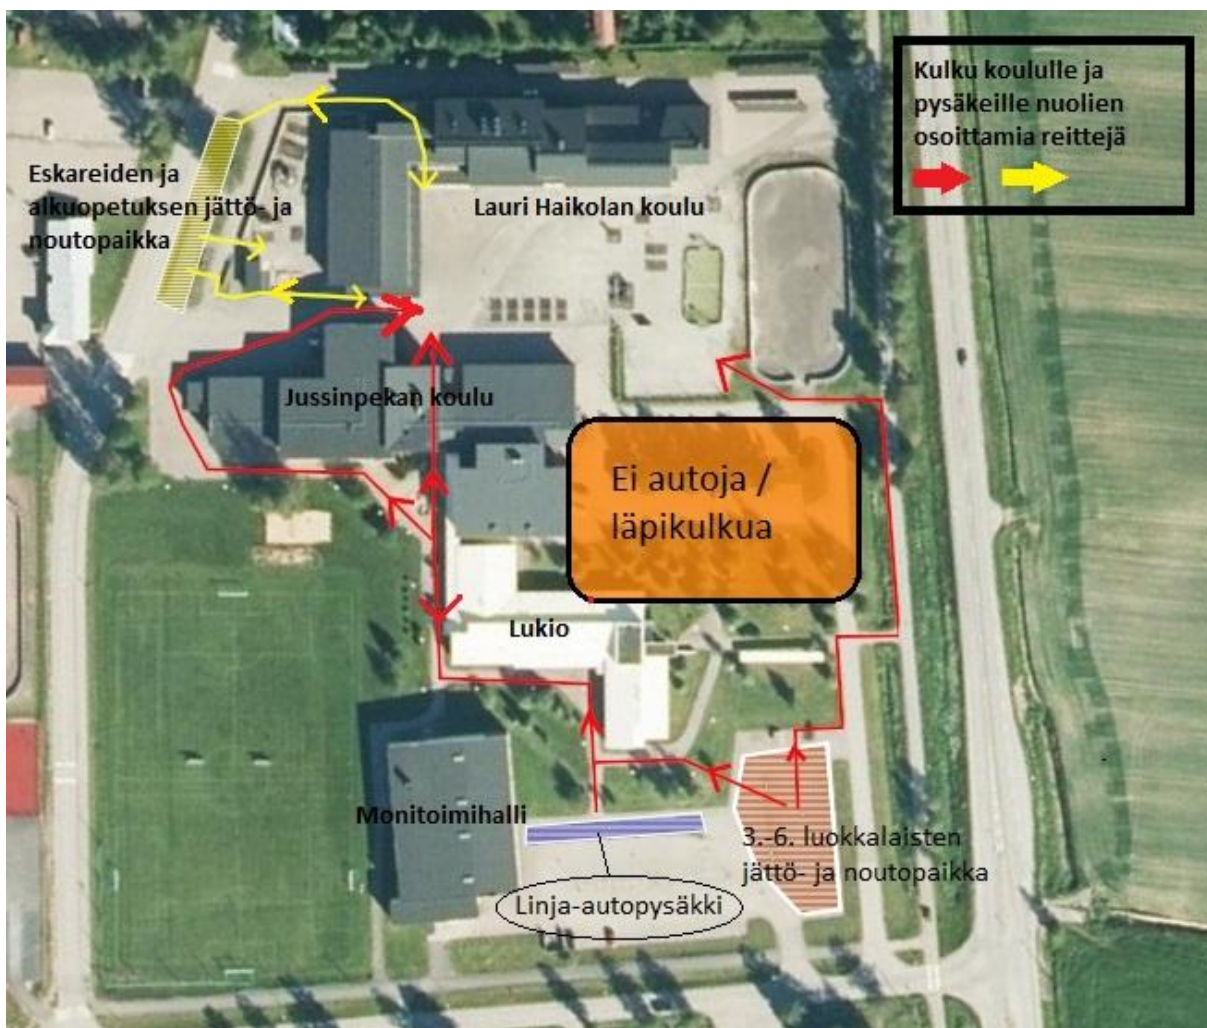 Kulku koululle ja
pysäkeille nuolien
osoittamia reittejä
Eskareiden ja
alkuopetuksen jättö- ja
noutopaikka
Lauri Haikolan koulu
Jussinpekan koulu
Ei autoja /
läpikulkua
Lukio
Monitoimihalli
3.-6. luokkalaisten
jättö- ja noutopaikka
Linja-autopysäkki